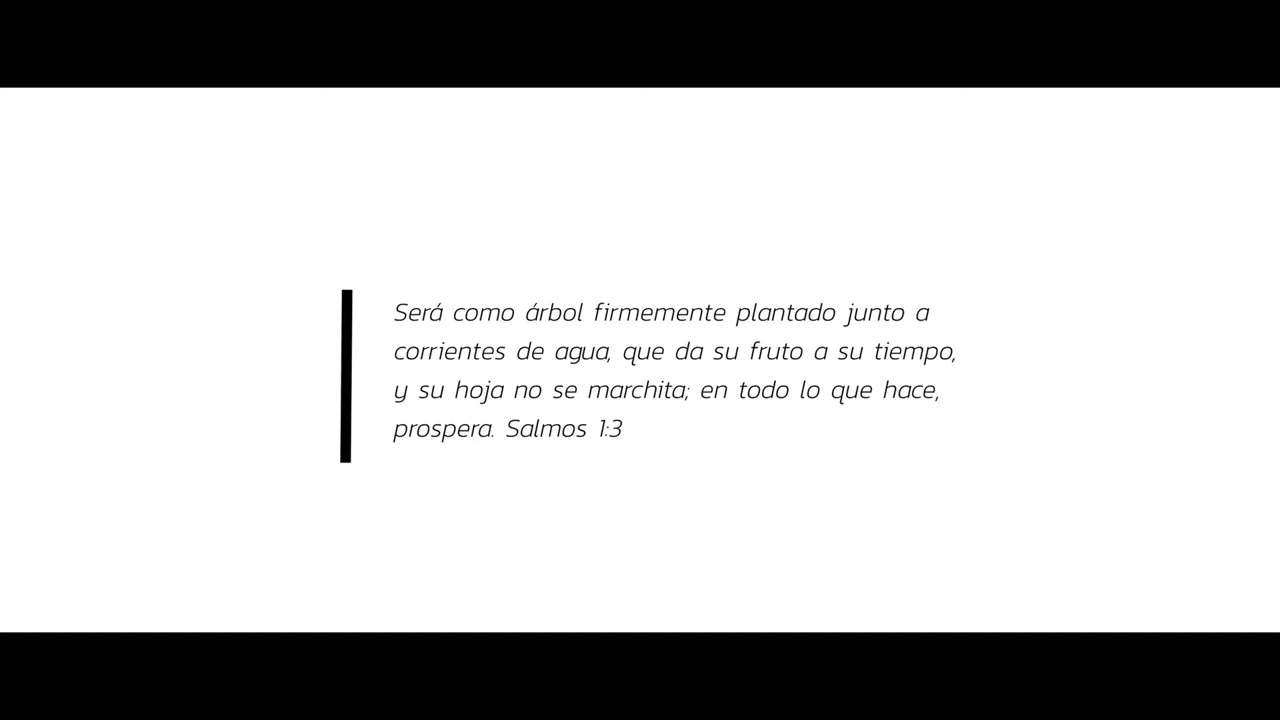 Será como árbol firmemente plantado junto a
corrientes de agua, que da su fruto a su tiempo,
y su hoja no se marchita; en todo lo que hace,
prospera. Salmos 1:3